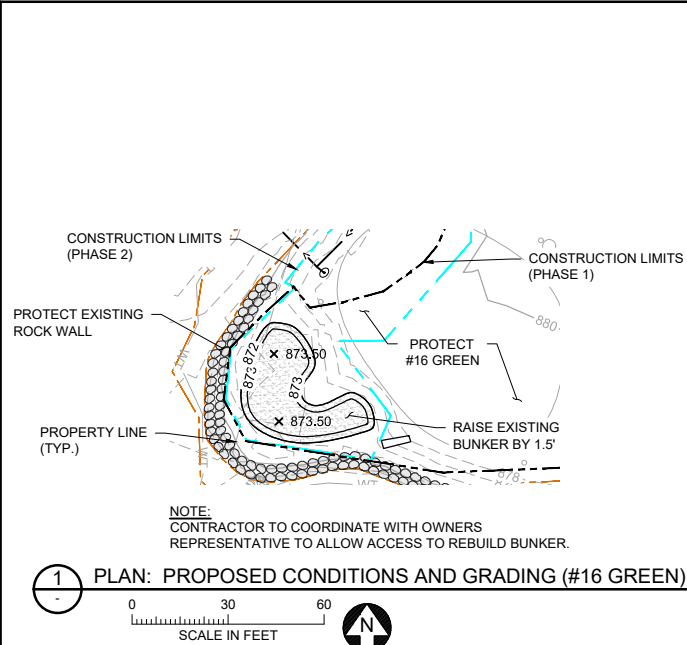 CONSTRUCTION LIMITS
(PHASE 2)
CONSTRUCTION LIMITS
(PHASE 1)
PROTECT EXISTING
ROCK WALL
880
PROTECT
#16 GREEN
WT
873.50
872
873
873
873.50
PROPERTY LINE
(TYP.)
RAISE EXISTING
BUNKER BY 1.5'
WT
WT
878
NOTE:
CONTRACTOR TO COORDINATE WITH OWNERS
REPRESENTATIVE TO ALLOW ACCESS TO REBUILD BUNKER.
1
-
PLAN: PROPOSED CONDITIONS AND GRADING (#16 GREEN)
0 30 60
SCALE IN FEET
N